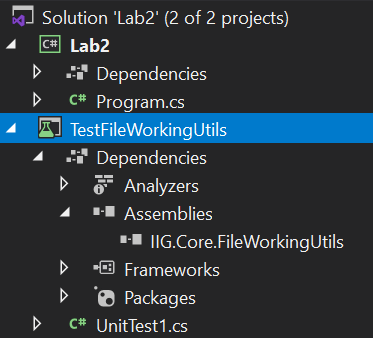 Solution 'Lab2' (2 of 2 projects)
C# Lab2
Dependencies
C# Program.cs
TestFileWorkingUtils
Dependencies
Analyzers
Assemblies
IIG.Core.FileWorkingUtils
Frameworks
Packages
C# UnitTest1.cs